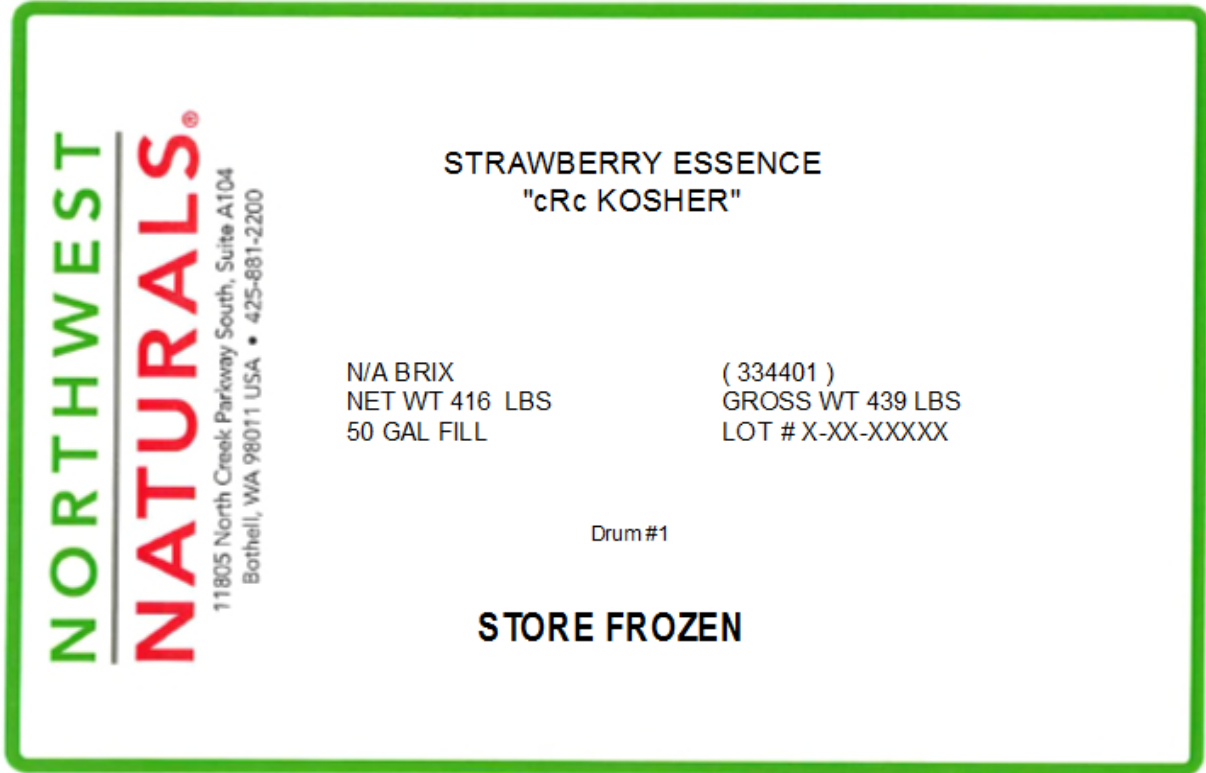 NORTHWEST
NATURALS®
11805 North Creek Parkway South, Suite A104
Bothell, WA 98011 USA • 425-881-2200
STRAWBERRY ESSENCE
"cRc KOSHER"
N/A BRIX ( 334401 )
NET WT 416 LBS GROSS WT 439 LBS
50 GAL FILL LOT # X-XX-XXXXX
Drum #1
STORE FROZEN